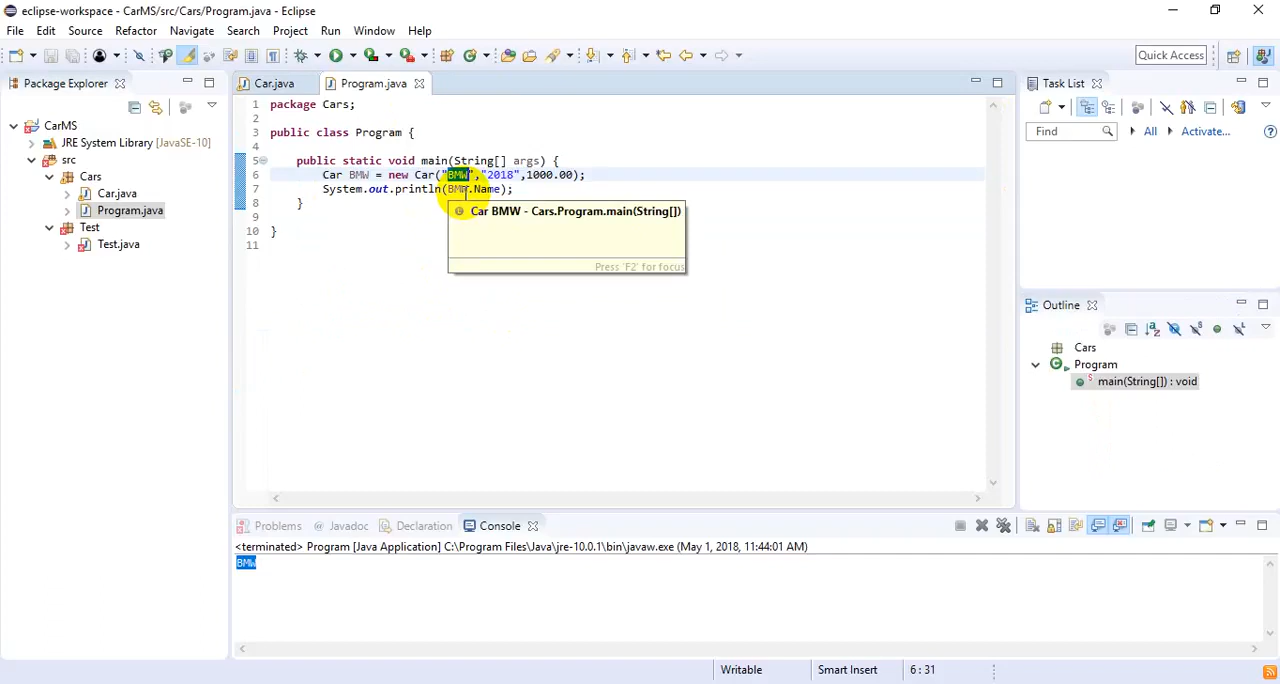 eclipse-workspace - CarMS/src/Cars/Program.java - Eclipse
File Edit Source Refactor Navigate Search Project Run Window Help
Quick Access
Package Explorer
Car.java
Program.java
Task List
CarMS
JRE System Library [JavaSE-10]
src
Cars
Car.java
Program.java
Test
Test.java
1 package Cars;
2
3 public class Program {
4
5 public static void main(String[] args) {
6 Car BMW = new Car("BMW","2018",1000.00);
7 System.out.println(BMW.Name);
8 }
9
10 }
11
Car BMW - Cars.Program.main(String[])
Press 'F2' for focus
Find
All
Activate...
Outline
Cars
Program
main(String[]) : void
Problems
@ Javadoc
Declaration
Console
<terminated> Program [Java Application] C:\Program Files\Java\jre-10.0.1\bin\javaw.exe (May 1, 2018, 11:44:01 AM)
BMW
Writable
Smart Insert
6 : 31